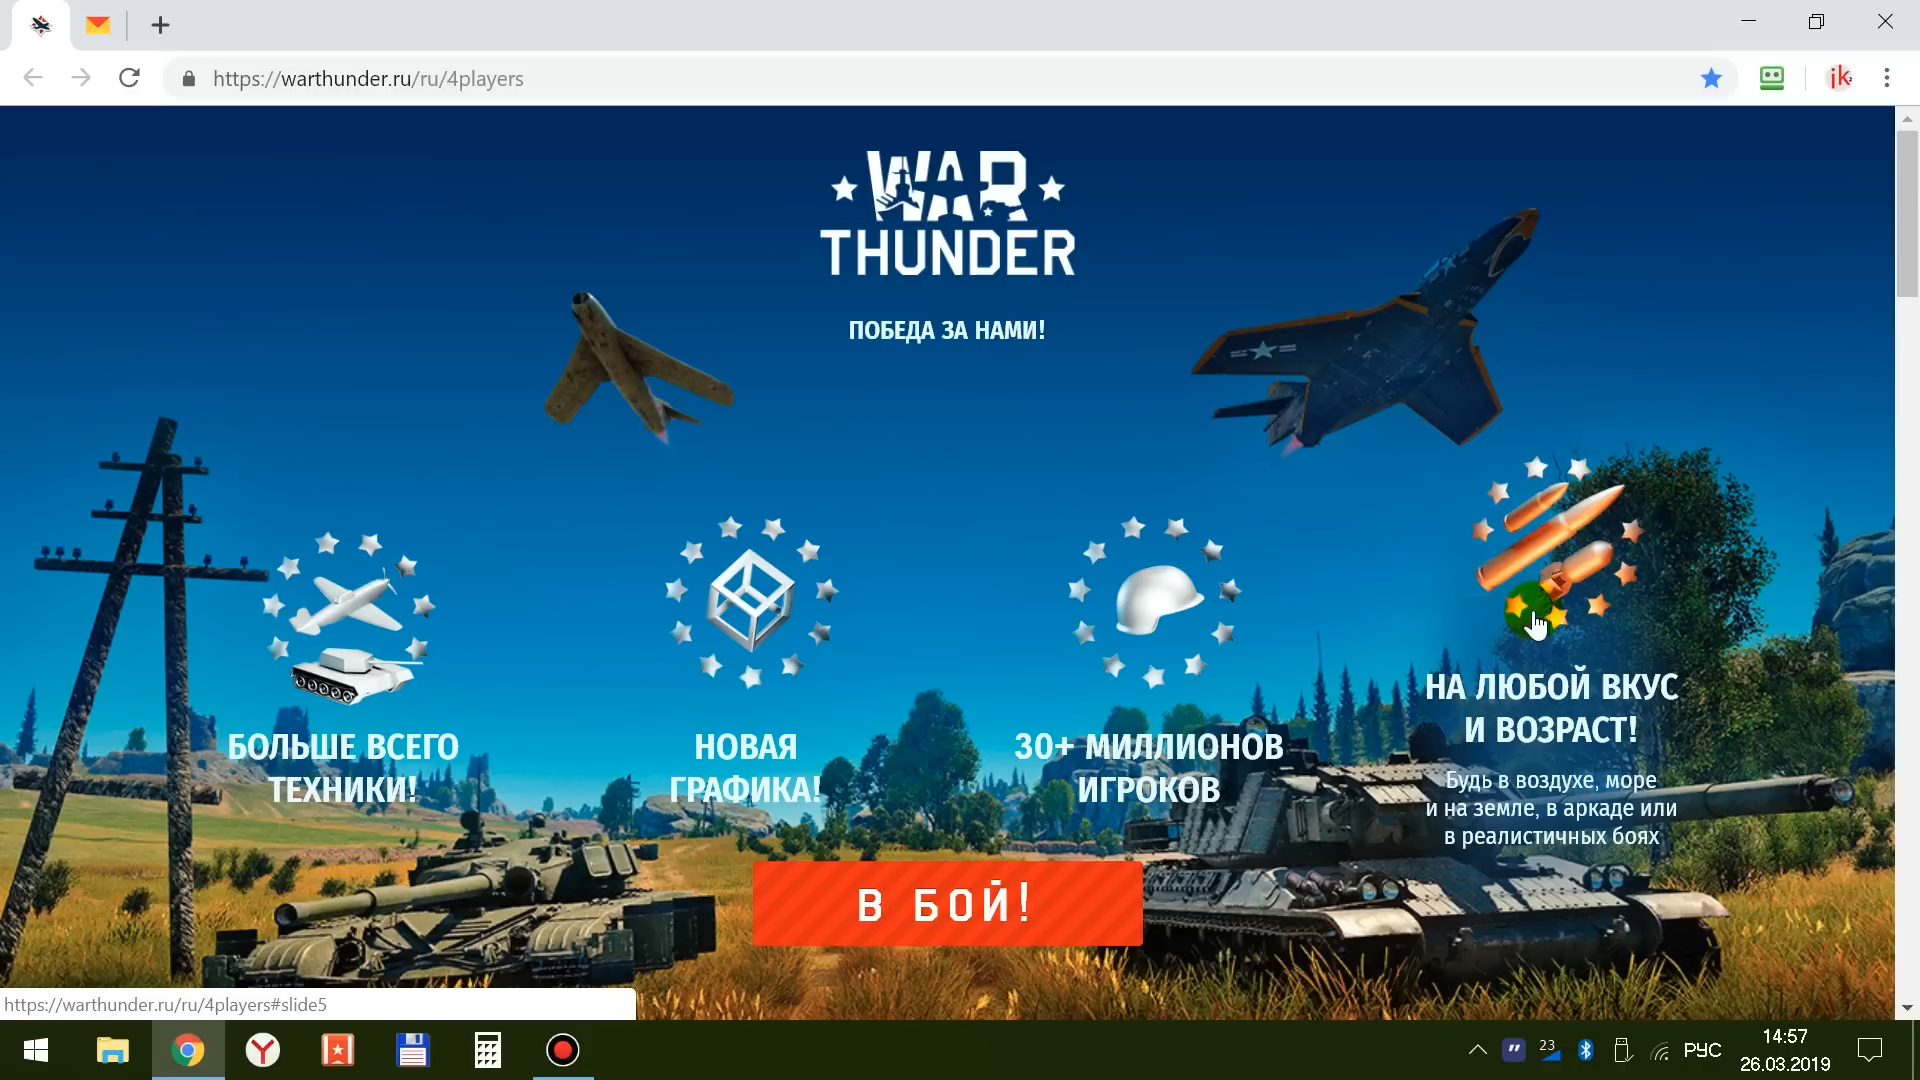 https://warthunder.ru/ru/4players
WAR
THUNDER
ПОБЕДА ЗА НАМИ!
БОЛЬШЕ ВСЕГО
ТЕХНИКИ!
НОВАЯ
ГРАФИКА!
30+ МИЛЛИОНОВ
ИГРОКОВ
НА ЛЮБОЙ ВКУС
И ВОЗРАСТ!
Будь в воздухе, море
и на земле, в аркаде или
в реалистичных боях
В БОЙ!
https://warthunder.ru/ru/4players#slide5
23
РУС
14:57
26.03.2019